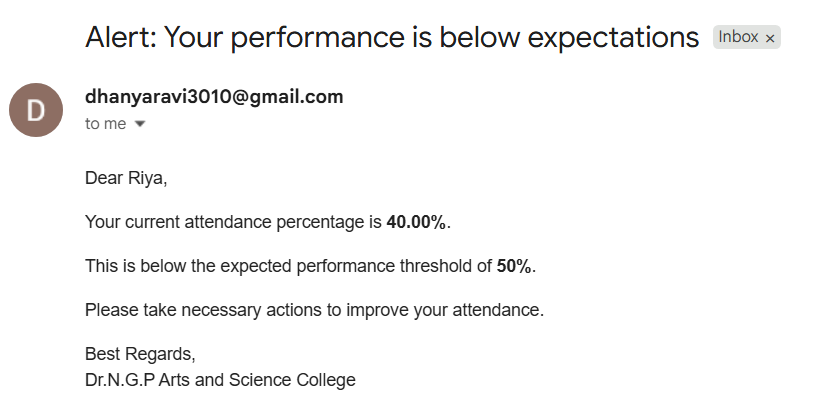 Alert: Your performance is below expectations Inbox ×
D
dhanyaravi3010@gmail.com
to me
Dear Riya,
Your current attendance percentage is 40.00%.
This is below the expected performance threshold of 50%.
Please take necessary actions to improve your attendance.
Best Regards,
Dr.N.G.P Arts and Science College